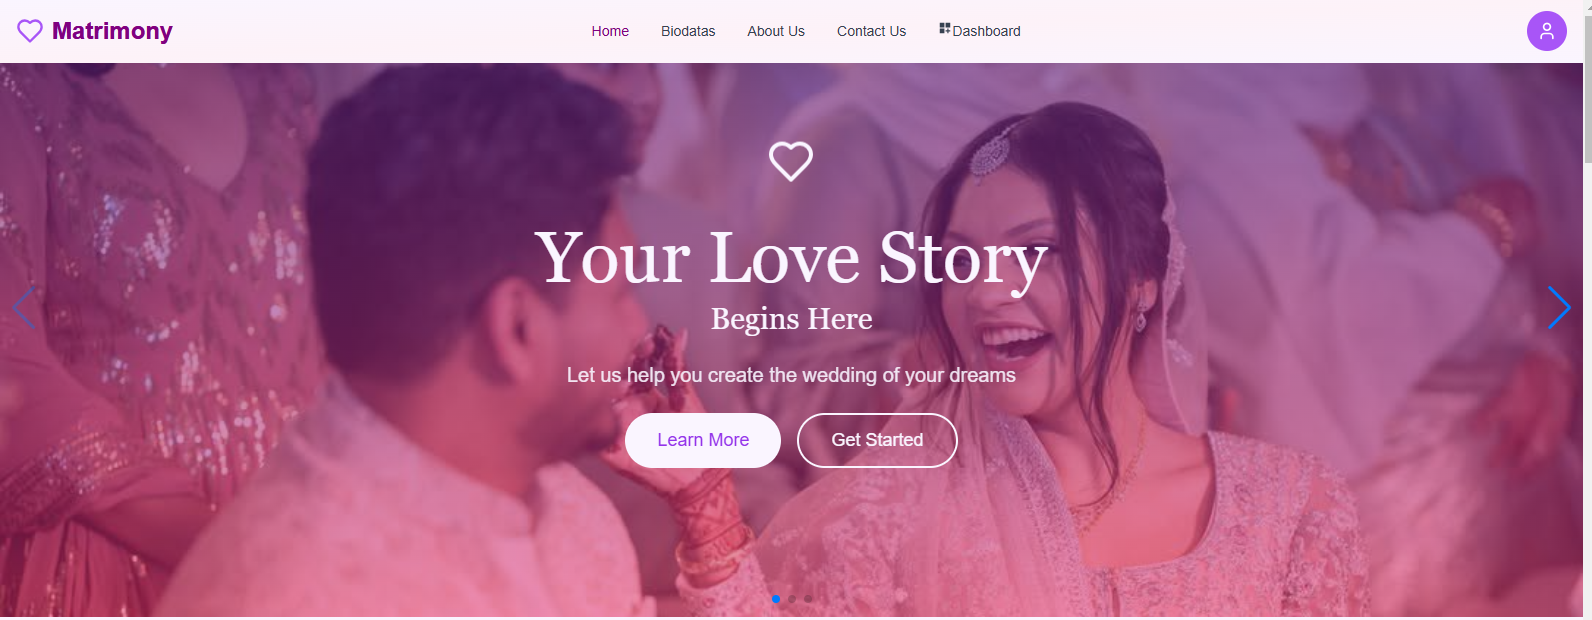 Matrimony
Home
Biodatas
About Us
Contact Us
Dashboard
Your Love Story
Begins Here
Let us help you create the wedding of your dreams
Learn More
Get Started